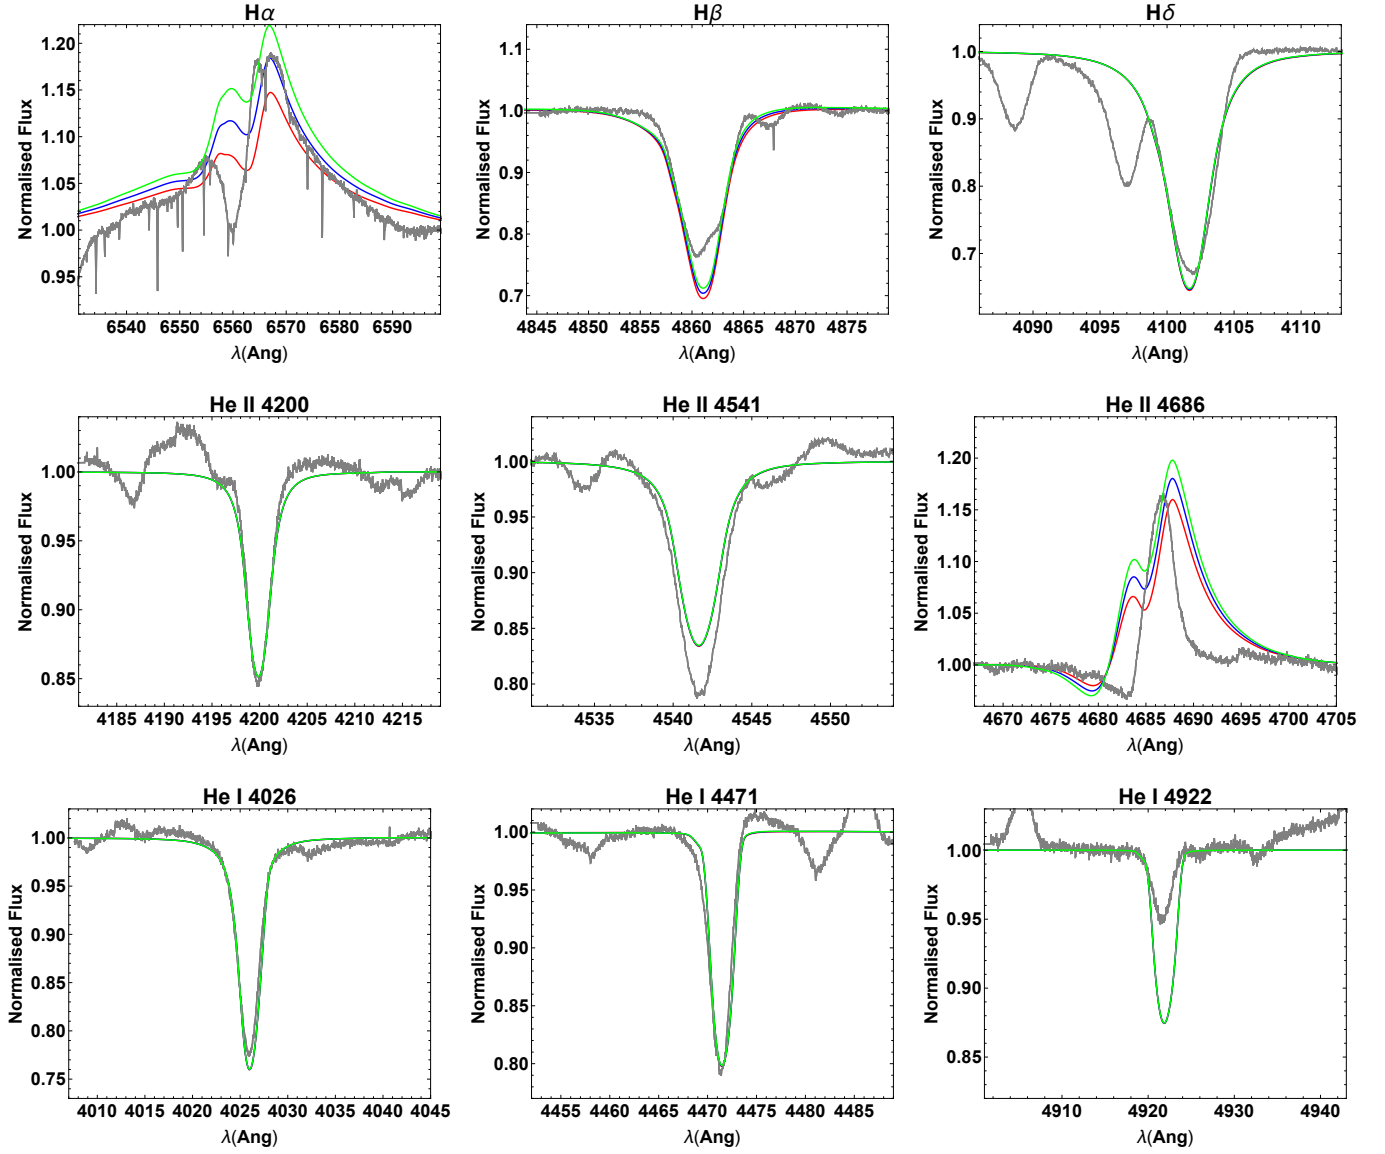 Hα
Hβ
Hδ
Normalised Flux
1.20
1.15
1.10
1.05
1.00
0.95
6540 6550 6560 6570 6580 6590
λ(Ang)
Normalised Flux
1.1
1.0
0.9
0.8
0.7
4845 4850 4855 4860 4865 4870 4875
λ(Ang)
Normalised Flux
1.0
0.9
0.8
0.7
4090 4095 4100 4105 4110
λ(Ang)
He II 4200
He II 4541
He II 4686
Normalised Flux
1.00
0.95
0.90
0.85
4185 4190 4195 4200 4205 4210 4215
λ(Ang)
Normalised Flux
1.00
0.95
0.90
0.85
0.80
4535 4540 4545 4550
λ(Ang)
Normalised Flux
1.20
1.15
1.10
1.05
1.00
4670 4675 4680 4685 4690 4695 4700 4705
λ(Ang)
He I 4026
He I 4471
He I 4922
Normalised Flux
1.00
0.95
0.90
0.85
0.80
0.75
4010 4015 4020 4025 4030 4035 4040 4045
λ(Ang)
Normalised Flux
1.00
0.95
0.90
0.85
0.80
4455 4460 4465 4470 4475 4480 4485
λ(Ang)
Normalised Flux
1.00
0.95
0.90
0.85
4910 4920 4930 4940
λ(Ang)